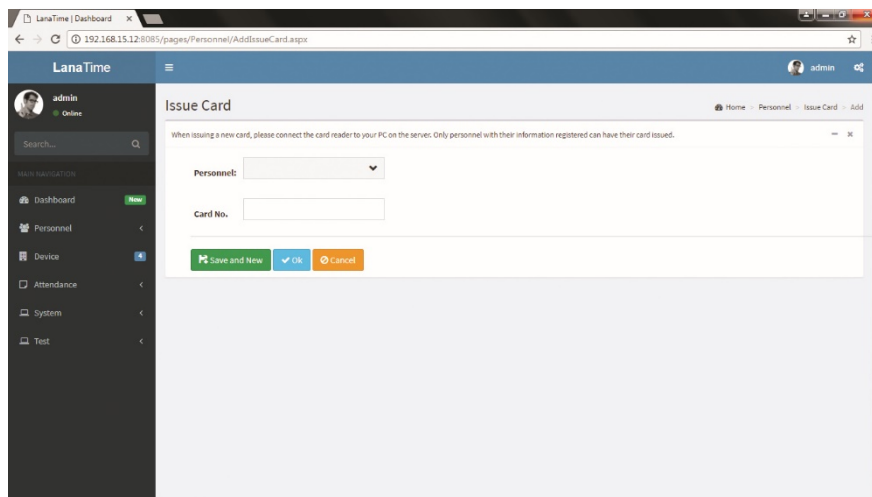 LanaTime | Dashboard
192.168.15.12:8085/pages/Personnel/AddIssueCard.aspx
LanaTime
admin
admin
Online
Search...
MAIN NAVIGATION
Dashboard New
Personnel
Device 4
Attendance
System
Test
Issue Card
Home > Personnel > Issue Card > Add
When issuing a new card, please connect the card reader to your PC on the server. Only personnel with their information registered can have their card issued.
Personnel:
Card No.
Save and New Ok Cancel